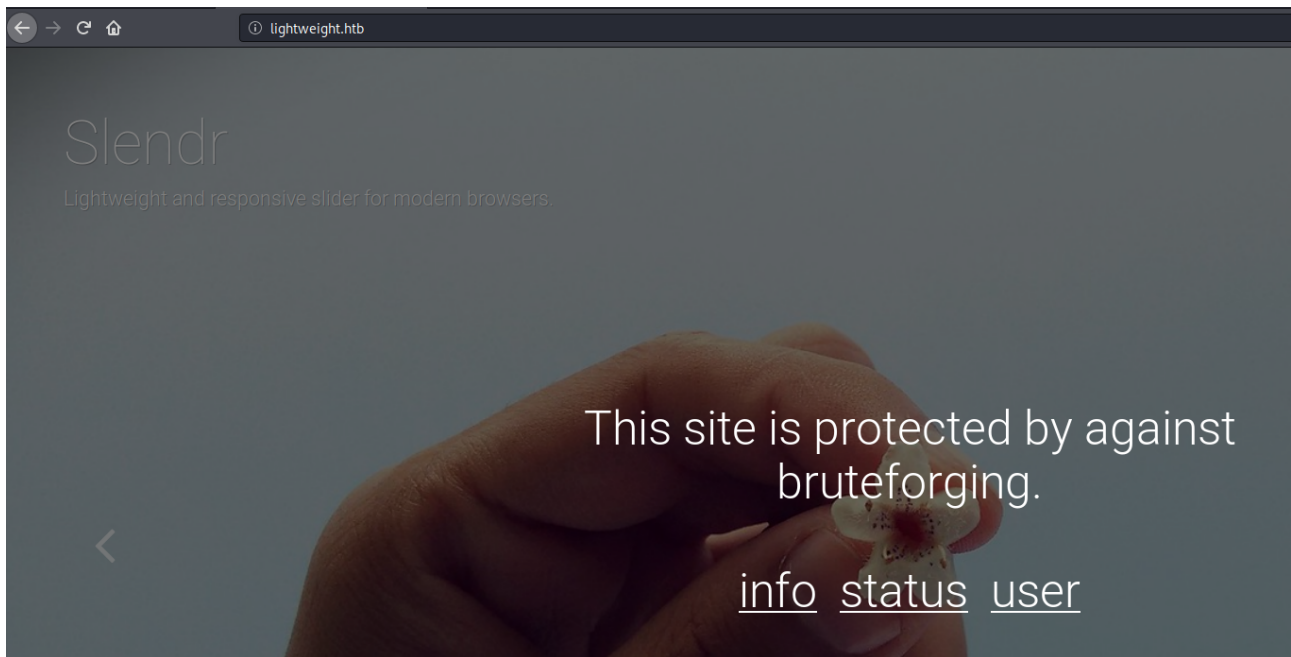 lightweight.htb
Slendr
Lightweight and responsive slider for modern browsers.
This site is protected by against
bruteforging.
info status user